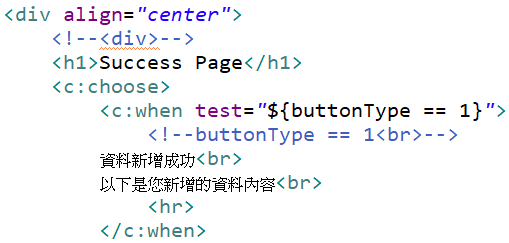 <div align="center">
<!--<div>-->
<h1>Success Page</h1>
<c:choose>
<c:when test="${buttonType == 1}">
<!--buttonType == 1<br>-->
資料新增成功<br>
以下是您新增的資料內容<br>
<hr>
</c:when>